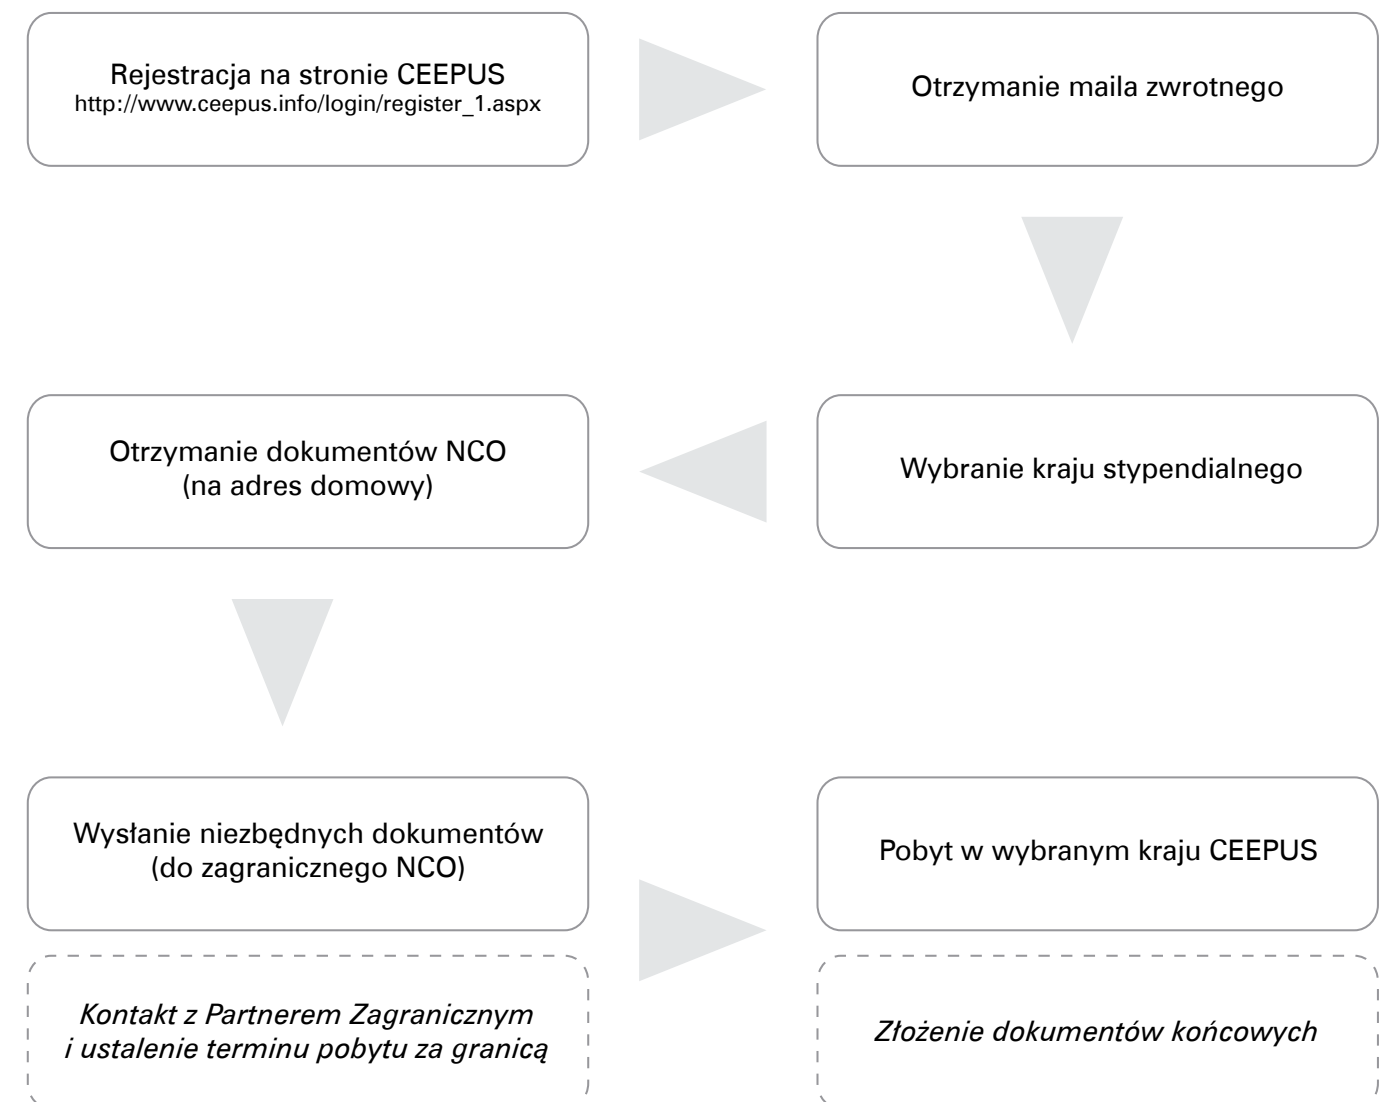 Rejestracja na stronie CEEPUS
http://www.ceepus.info/login/register_1.aspx
Otrzymanie maila zwrotnego
Otrzymanie dokumentów NCO
(na adres domowy)
Wybranie kraju stypendialnego
Wysłanie niezbędnych dokumentów
(do zagranicznego NCO)
Pobyt w wybranym kraju CEEPUS
Kontakt z Partnerem Zagranicznym
i ustalenie terminu pobytu za granicą
Złożenie dokumentów końcowych